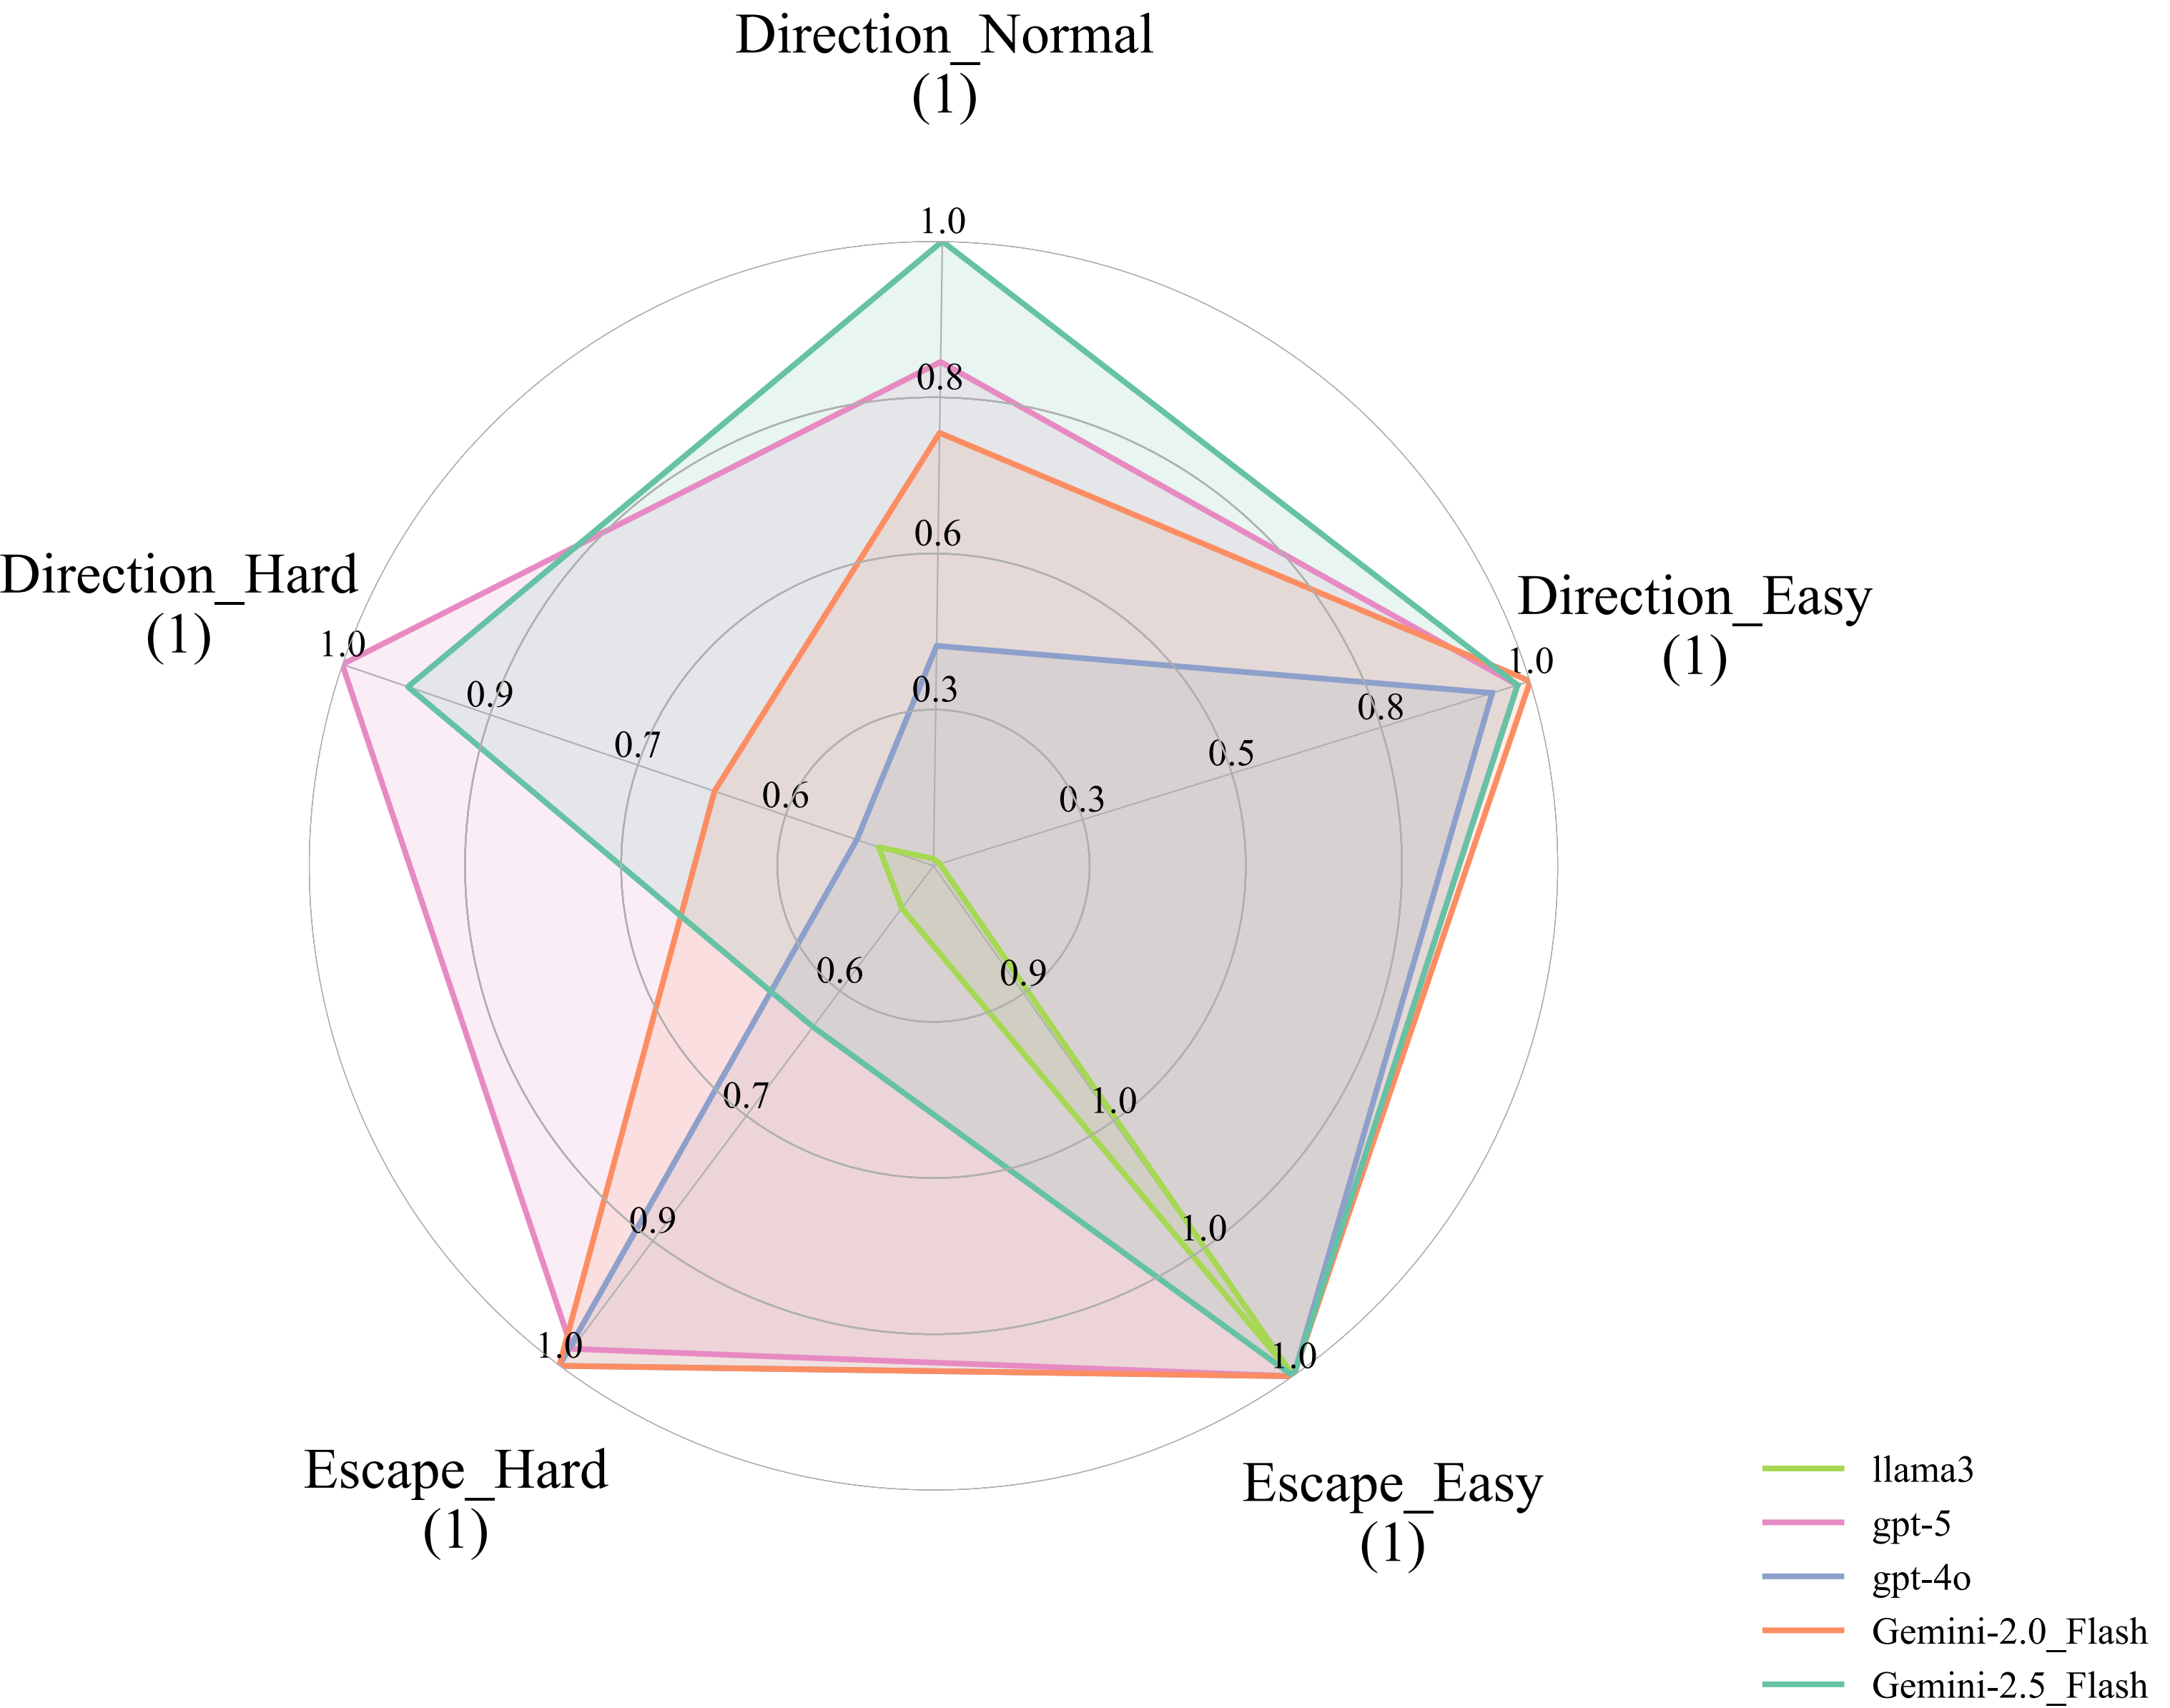 Direction_Normal
(1)
1.0
0.8
0.6
0.3
Direction_Hard
(1)
1.0
0.9
0.7
0.6
Direction_Easy
(1)
1.0
0.8
0.5
0.3
0.6
0.7
0.9
1.0
Escape_Hard
(1)
0.9
1.0
1.0
1.0
Escape_Easy
(1)
llama3
gpt-5
gpt-4o
Gemini-2.0_Flash
Gemini-2.5_Flash